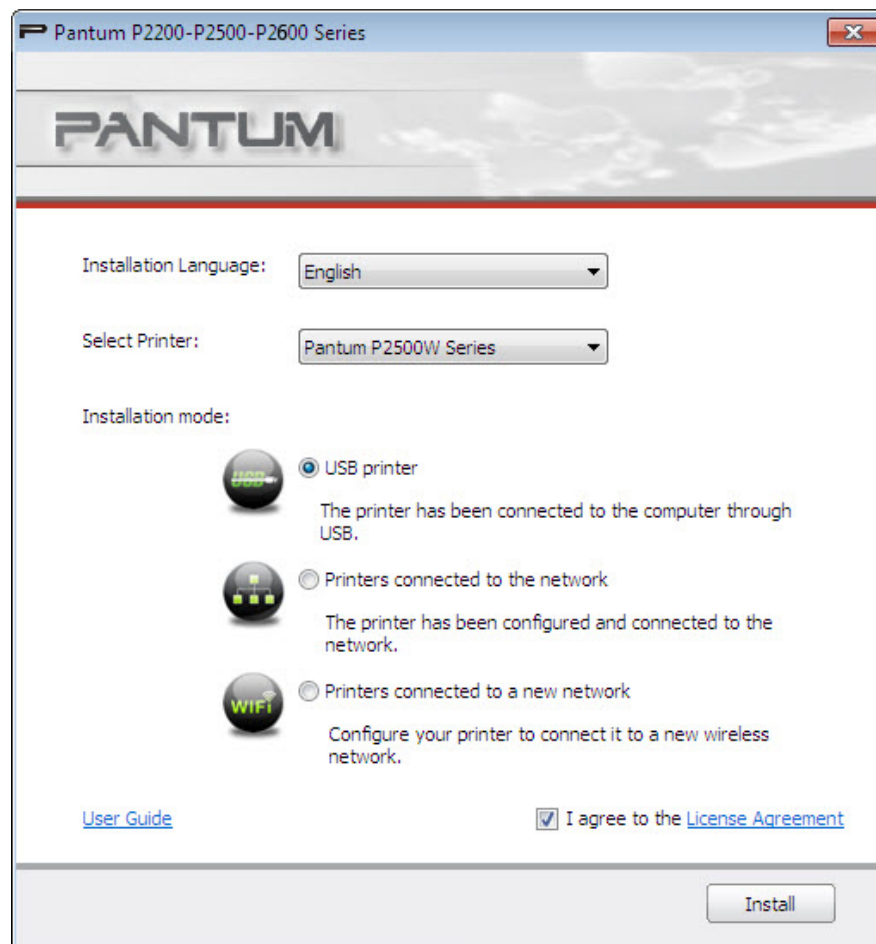 Pantum P2200-P2500-P2600 Series
PANTUM
Installation Language:
English
Select Printer:
Pantum P2500W Series
Installation mode:
USB
USB printer
The printer has been connected to the computer through
USB.
Printers connected to the network
The printer has been configured and connected to the
network.
WIFI
Printers connected to a new network
Configure your printer to connect it to a new wireless
network.
User Guide
I agree to the License Agreement
Install